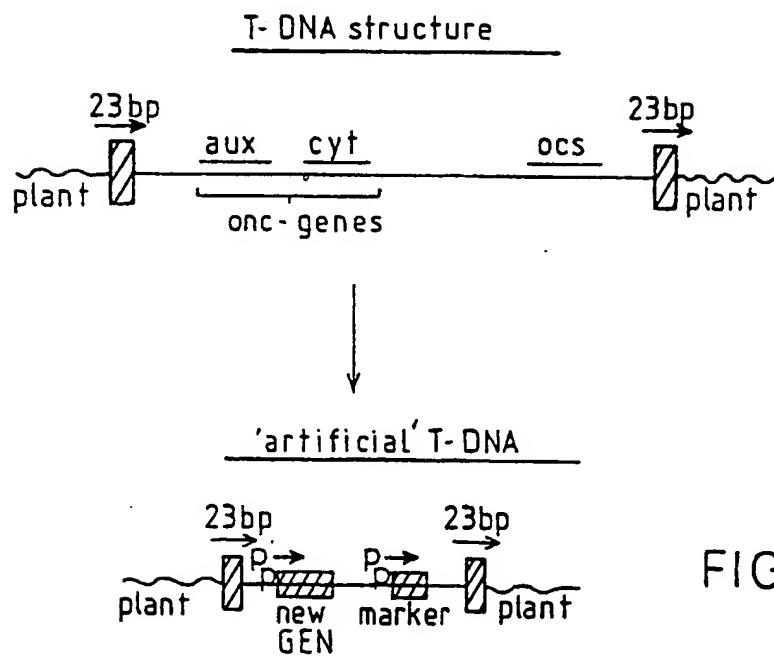 T-DNA structure
23bp
23bp
aux
cyt
ocs
plant
plant
onc-genes
'artificial' T-DNA
23bp
23bp
p
p
plant
new
GEN
marker
plant
FIG